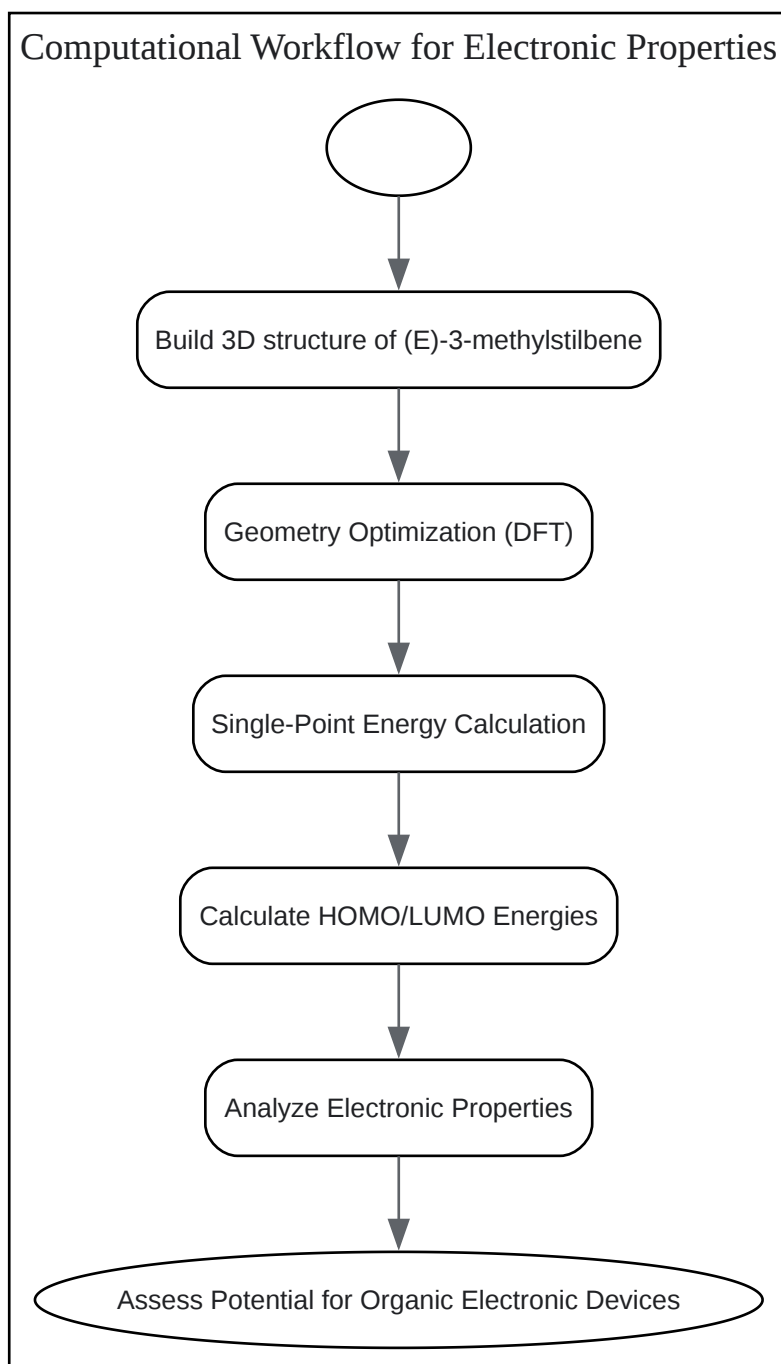 Computational Workflow for Electronic Properties
Build 3D structure of (E)-3-methylstilbene
Geometry Optimization (DFT)
Single-Point Energy Calculation
Calculate HOMO/LUMO Energies
Analyze Electronic Properties
Assess Potential for Organic Electronic Devices